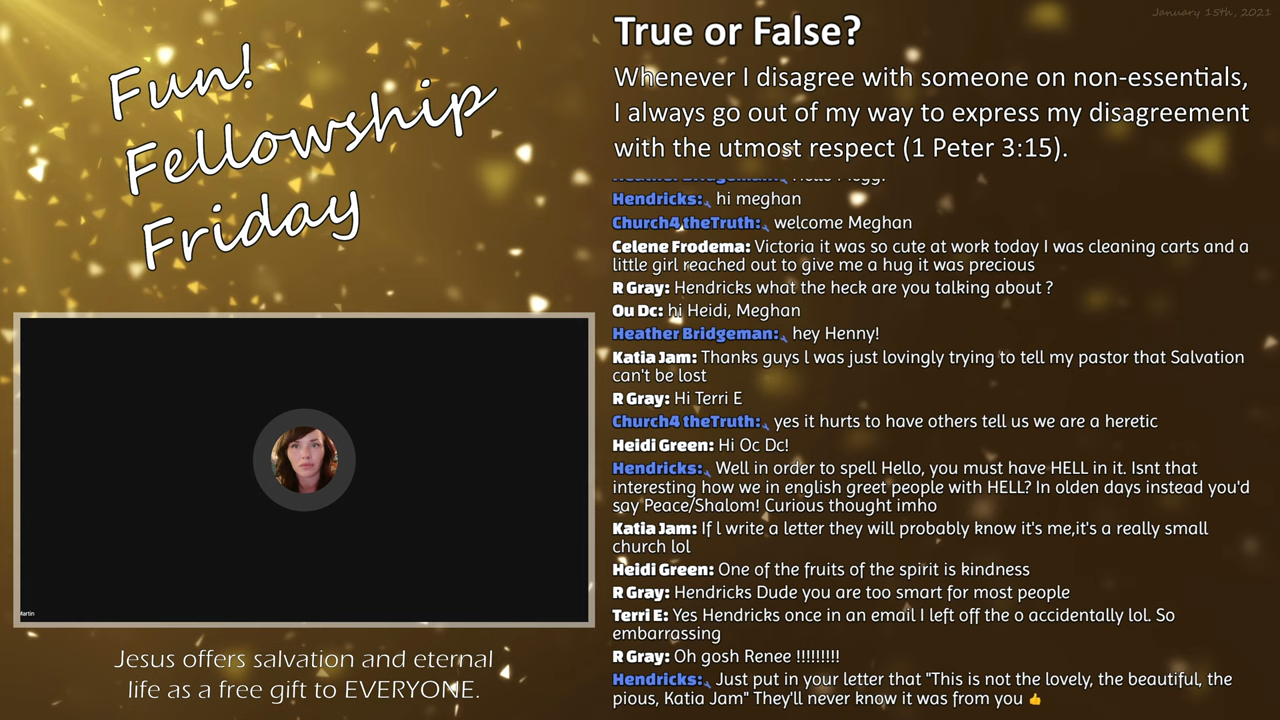 January 15th, 2021
Fun!
Fellowship
Friday
Martin
Jesus offers salvation and eternal
life as a free gift to EVERYONE.
True or False?
Whenever I disagree with someone on non-essentials,
I always go out of my way to express my disagreement
with the utmost respect (1 Peter 3:15).
Hendricks: hi meghan
Church4theTruth: welcome Meghan
Celene Frodema: Victoria it was so cute at work today I was cleaning carts and a
little girl reached out to give me a hug it was precious
R Gray: Hendricks what the heck are you talking about ?
Ou Dc: hi Heidi, Meghan
Heather Bridgeman: hey Henny!
Katia Jam: Thanks guys l was just lovingly trying to tell my pastor that Salvation
can't be lost
R Gray: Hi Terri E
Church4theTruth: yes it hurts to have others tell us we are a heretic
Heidi Green: Hi Oc Dc!
Hendricks: Well in order to spell Hello, you must have HELL in it. Isnt that
interesting how we in english greet people with HELL? In olden days instead you'd
say Peace/Shalom! Curious thought imho
Katia Jam: If l write a letter they will probably know it's me,it's a really small
church lol
Heidi Green: One of the fruits of the spirit is kindness
R Gray: Hendricks Dude you are too smart for most people
Terri E: Yes Hendricks once in an email I left off the o accidentally lol. So
embarrassing
R Gray: Oh gosh Renee !!!!!!!!!
Hendricks: Just put in your letter that "This is not the lovely, the beautiful, the
pious, Katia Jam" They'll never know it was from you 👍